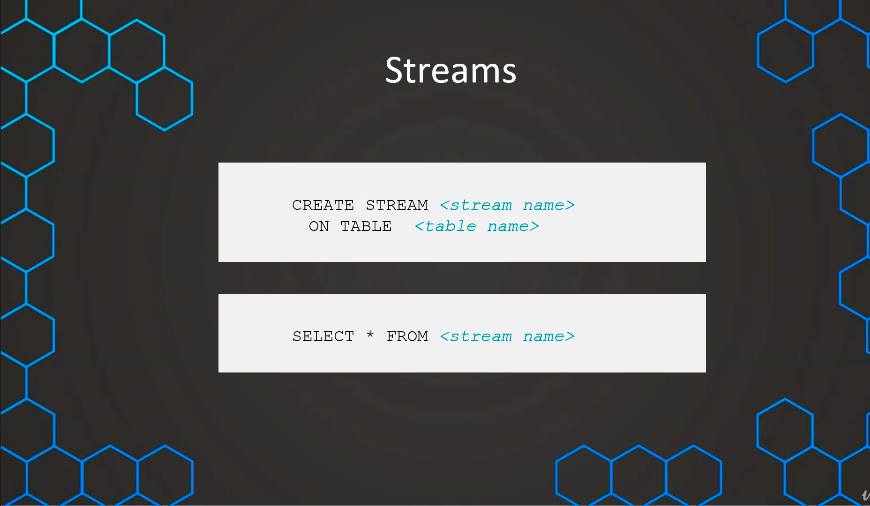 Streams
CREATE STREAM <stream name>
ON TABLE <table name>
SELECT * FROM <stream name>